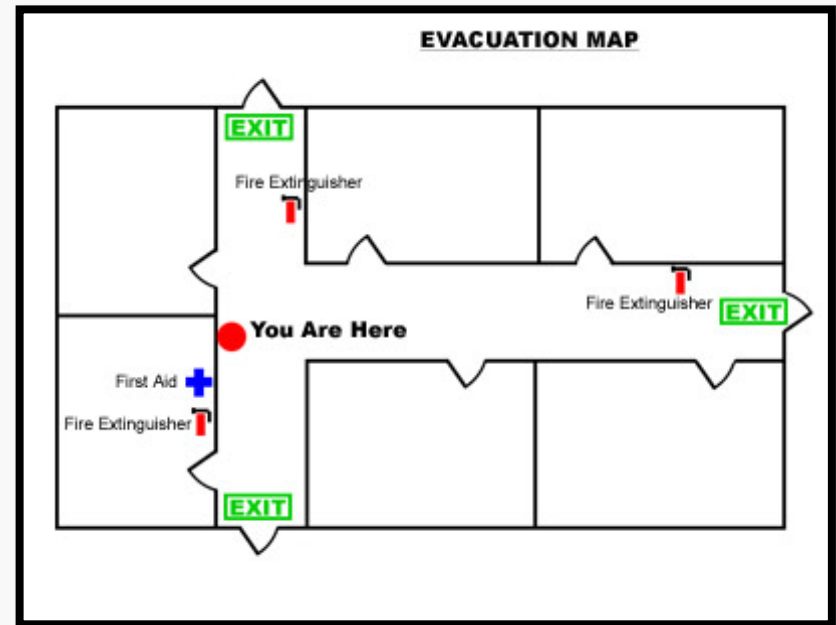 EVACUATION MAP
EXIT
Fire Extinguisher
Fire Extinguisher
EXIT
You Are Here
First Aid
Fire Extinguisher
EXIT